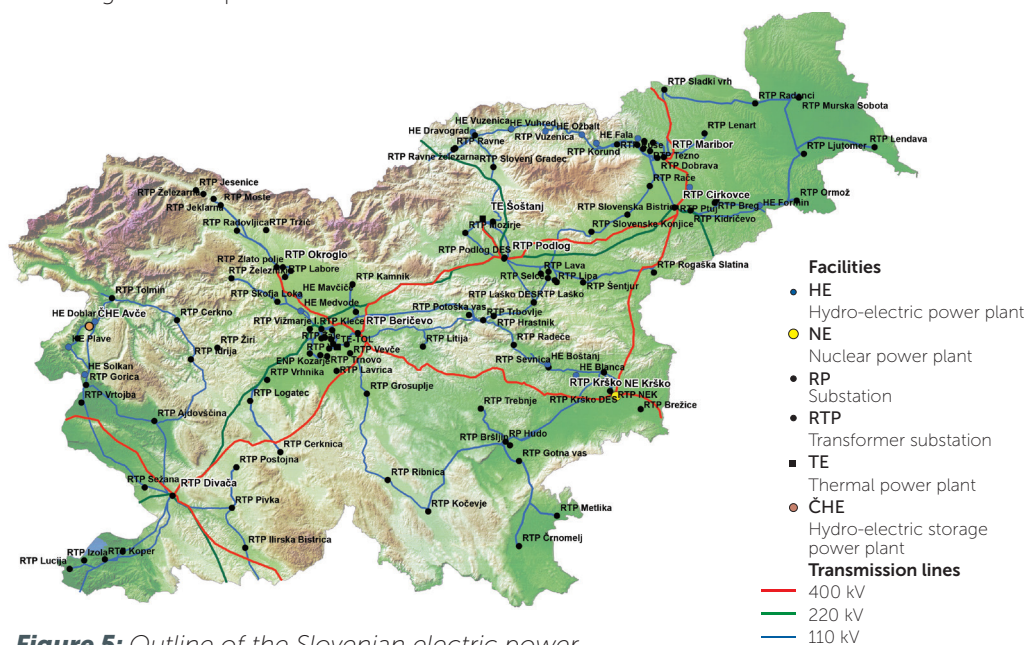 RTP Sladki vrh
RTP Radenci
RTP Murska Sobota
HE Vuzenica
HE Vuhred
HE Ožbalt
HE Dravograd
RTP Ravne
RTP Vuzenica
HE Fala
RTP Lenart
RTP Lendava
RTP Ravne železarna
RTP Korund
RTP Maribor
RTP Ljutomer
RTP Slovenj Gradec
RTP Tezno
RTP Dobrava
RTP Jesenice
RTP Race
RTP Železarna
RTP Moste
RTP Cirkovce
RTP Ormož
RTP Jeklarna
TE Šoštanj
RTP Slovenska Bistrica
RTP Ptuj
RTP Breg
HE Formin
RTP Radovljica
RTP Tržič
RTP Mozirje
RTP Slovenske Konjice
RTP Kidričevo
RTP Podlog DES
RTP Podlog
RTP Okroglo
RTP Zlato polje
RTP Labore
RTP Lava
RTP Rogaška Slatina
RTP Železniki
RTP Kamnik
RTP Selce
RTP Lipa
RTP Šentjur
HE Mavčiče
RTP Tolmin
RTP Škofja Loka
HE Medvode
RTP Laško DES
RTP Laško
HE Doblar
ČHE Avče
RTP Cerkno
RTP Potoška vas
RTP Trbovlje
RTP Vižmarje
RTP Kleče
RTP Beričevo
RTP Hrastnik
HE Plave
RTP Žiri
TE-TOL
RTP Litija
RTP Radeče
RTP Idrija
RTP Vevče
ENP Kozarje
RTP Trnovo
RTP Sevnica
HE Boštanj
HE Solkan
RTP Vrhnika
RTP Lavrica
HE Blanca
RTP Gorica
RTP Krško
NE Krško
RTP Vrtojba
RTP Logatec
RTP Grosuplje
RTP Trebnje
RTP Krško DES
RTP NEK
RTP Brežice
RTP Ajdovščina
RTP Cerknica
RTP Bršljin
RP Hudo
RTP Postojna
RTP Gotna vas
RTP Sežana
RTP Divača
RTP Ribnica
RTP Pivka
RTP Kočevje
RTP Metlika
RTP Ilirska Bistrica
RTP Črnomelj
RTP Lucija
RTP Izola
RTP Koper
Facilities
HE
Hydro-electric power plant
NE
Nuclear power plant
RP
Substation
RTP
Transformer substation
TE
Thermal power plant
ČHE
Hydro-electric storage
power plant
Transmission lines
400 kV
220 kV
110 kV
Figure 5: Outline of the Slovenian electric power